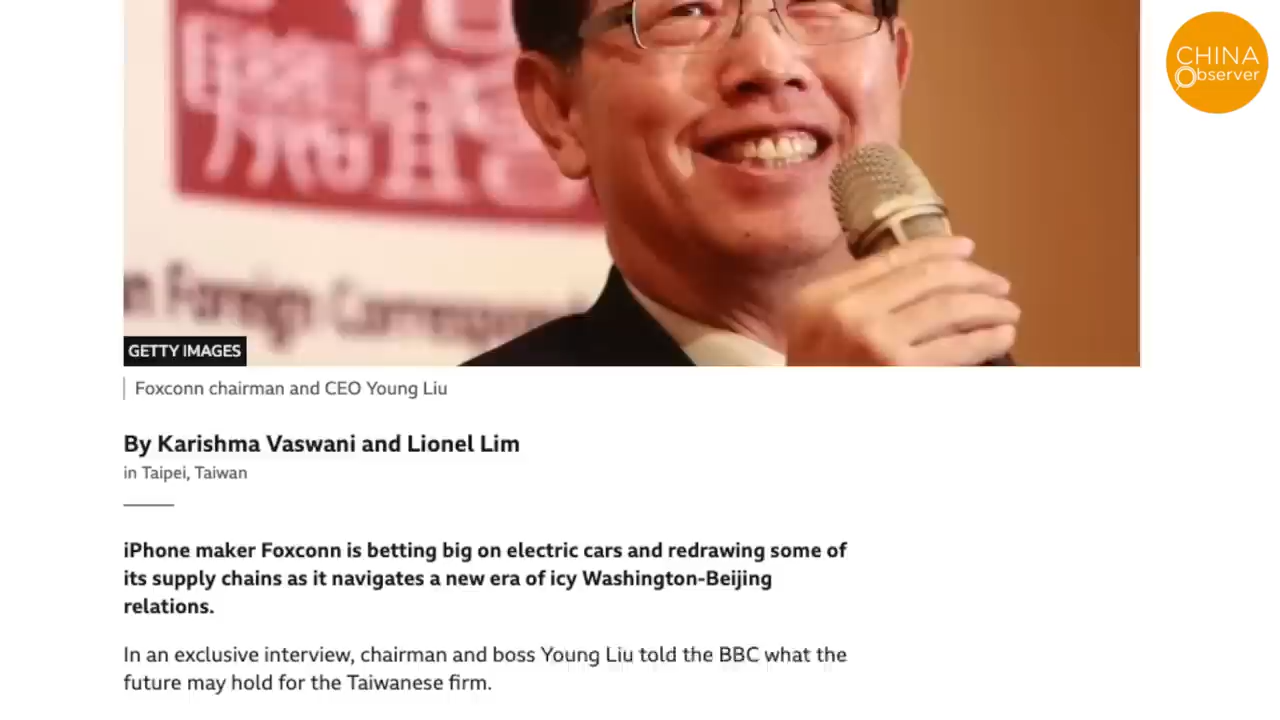 CHINA
Observer
n Foreign Correspon
GETTY IMAGES
Foxconn chairman and CEO Young Liu
By Karishma Vaswani and Lionel Lim
in Taipei, Taiwan
iPhone maker Foxconn is betting big on electric cars and redrawing some of
its supply chains as it navigates a new era of icy Washington-Beijing
relations.
In an exclusive interview, chairman and boss Young Liu told the BBC what the
future may hold for the Taiwanese firm.